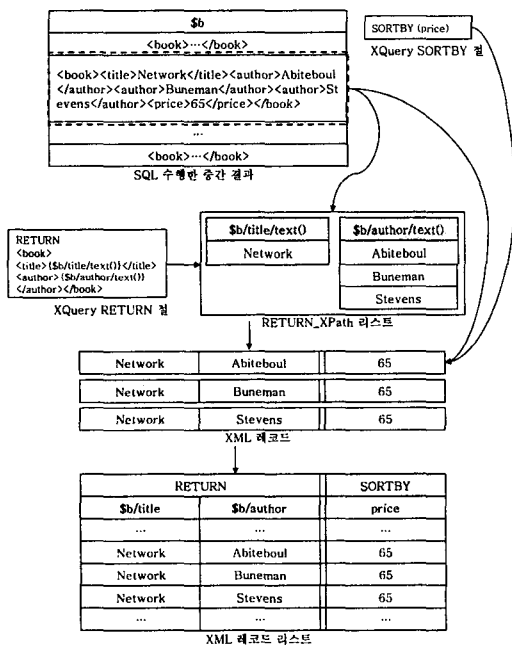 $b
<book>…</book>
<book><title>Network</title><author>Abiteboul
</author><author>Buneman</author><author>St
evens</author><price>65</price></book>
…
<book>…</book>
SQL 수행한 중간 결과
SORTBY (price)
XQuery SORTBY 절
RETURN
<book>
<title>{$b/title/text()}</title>
<author>{$b/author/text()}
</author></book>
XQuery RETURN 절
$b/title/text() $b/author/text()
Network Abiteboul
Buneman
Stevens
RETURN_XPath 리스트
Network Abiteboul 65
Network Buneman 65
Network Stevens 65
XML 레코드
RETURN SORTBY
$b/title $b/author price
… … …
Network Abiteboul 65
Network Buneman 65
Network Stevens 65
… … …
XML 레코드 리스트